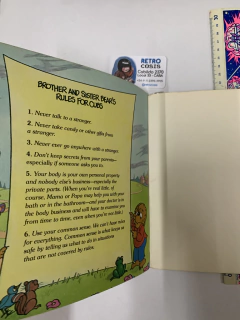 RETRO
COSIS
BROTHER AND SISTER BEAR'S
RULES FOR CUBS
1. Never talk to a stranger.
2. Never take candy or other gifts from
a stranger.
3. Never ever go anywhere with a stranger.
4. Don't keep secrets from your parents—
especially if someone asks you to.
5. Your body is your own personal property
and nobody else's business—especially the
private parts. (When you're real little, of
course, Mama or Papa may help you with your
bath or in the bathroom—and your doctor is in
the body business and will have to examine you
from time to time, even when you're not little.)
6. Use your common sense. We can't have rules
for everything. Common sense is what keeps us
safe by telling us what to do in situations
that are not covered by rules.